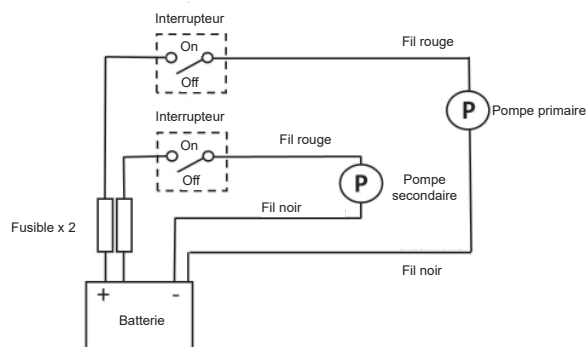 Interrupteur
On
Off
Fil rouge
P
Pompe primaire
Interrupteur
On
Off
Fil rouge
P
Pompe
secondaire
Fil noir
Fusible x 2
Fil noir
+ -
Batterie